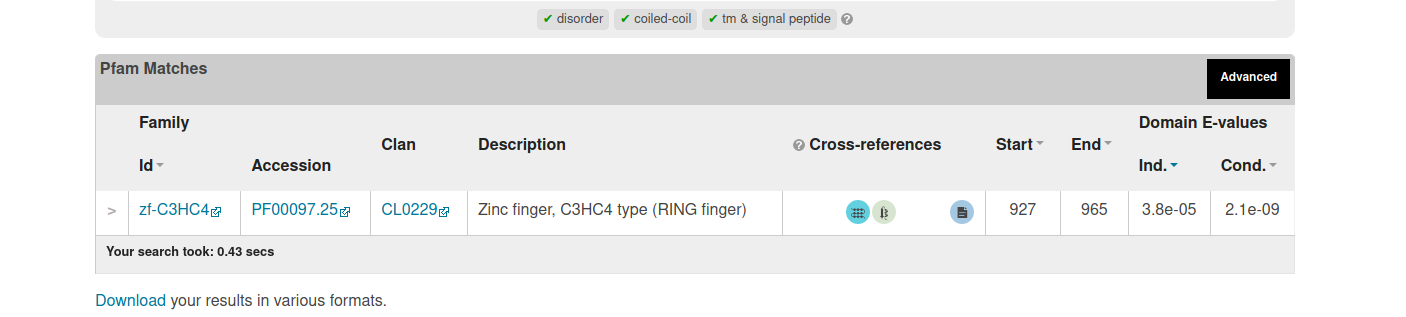 ✔ disorder ✔ coiled-coil ✔ tm & signal peptide ?
Pfam Matches
Advanced
Family
Domain E-values
Clan Description ? Cross-references Start End
Id Accession Ind. Cond.
> zf-C3HC4 PF00097.25 CL0229 Zinc finger, C3HC4 type (RING finger) 927 965 3.8e-05 2.1e-09
Your search took: 0.43 secs
Download your results in various formats.